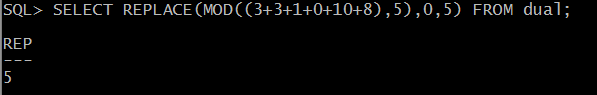 SQL> SELECT REPLACE(MOD((3+3+1+0+10+8),5),0,5) FROM dual;
REP
---
5